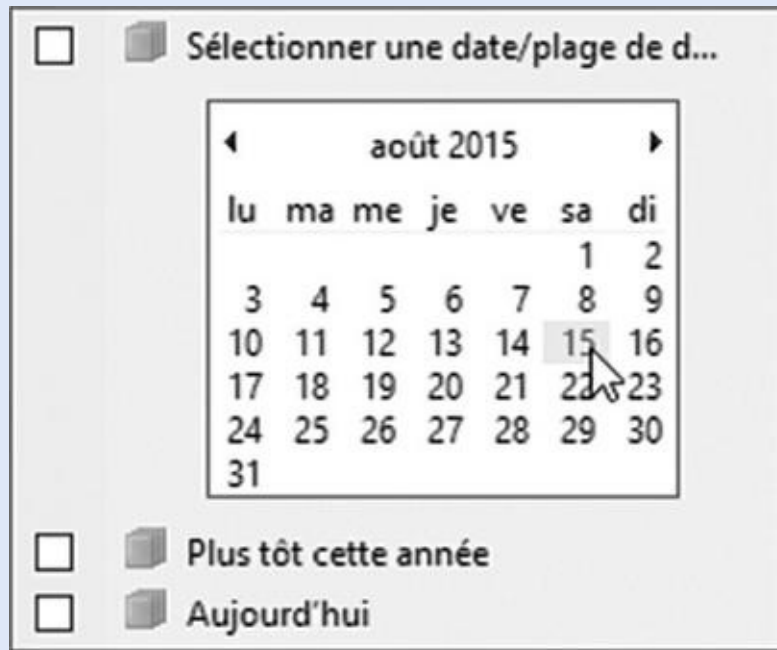 Sélectionner une date/plage de d...
août 2015
lu ma me je ve sa di
1 2
3 4 5 6 7 8 9
10 11 12 13 14 15 16
17 18 19 20 21 22 23
24 25 26 27 28 29 30
31
Plus tôt cette année
Aujourd'hui